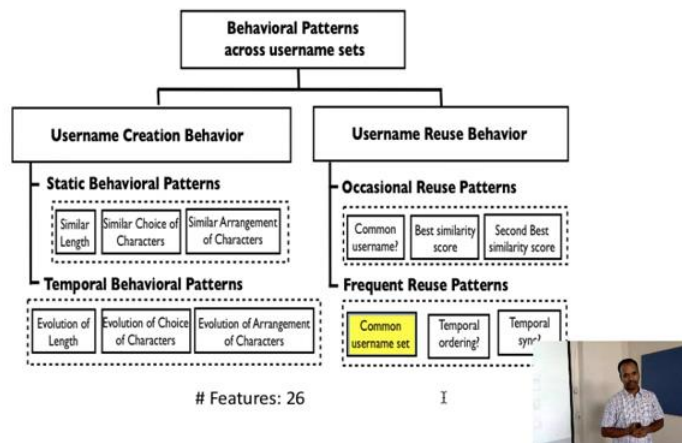 Behavioral Patterns
across username sets
Username Creation Behavior
Static Behavioral Patterns
Similar
Length
Similar Choice of
Characters
Similar Arrangement
of Characters
Temporal Behavioral Patterns
Evolution of
Length
Evolution of Choice
of Characters
Evolution of Arrangement
of Characters
Username Reuse Behavior
Occasional Reuse Patterns
Common
username?
Best similarity
score
Second Best
similarity score
Frequent Reuse Patterns
Common
username set
Temporal
ordering?
Temporal
sync?
# Features: 26